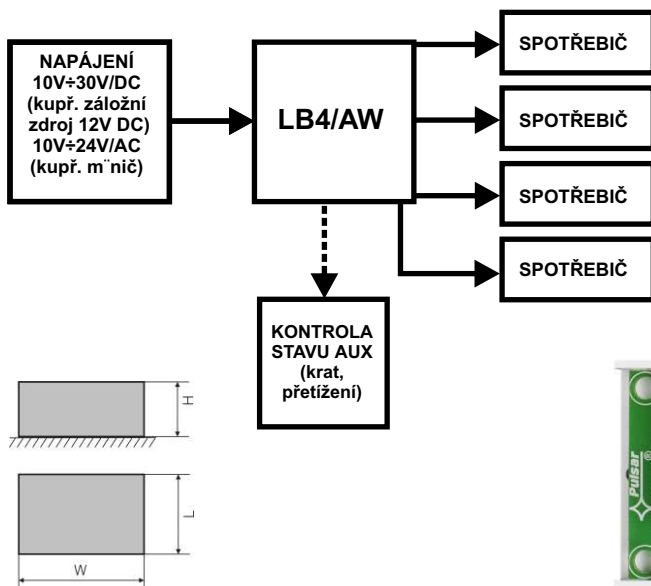 NAPÁJENÍ
10V÷30V/DC
(kupř. záložní
zdroj 12V DC)
10V÷24V/AC
(kupř. m¨nič)
LB4/AW
SPOTŘEBIČ
SPOTŘEBIČ
SPOTŘEBIČ
SPOTŘEBIČ
KONTROLA
STAVU AUX
(krat,
přetížení)
H
L
W
Pulsar®